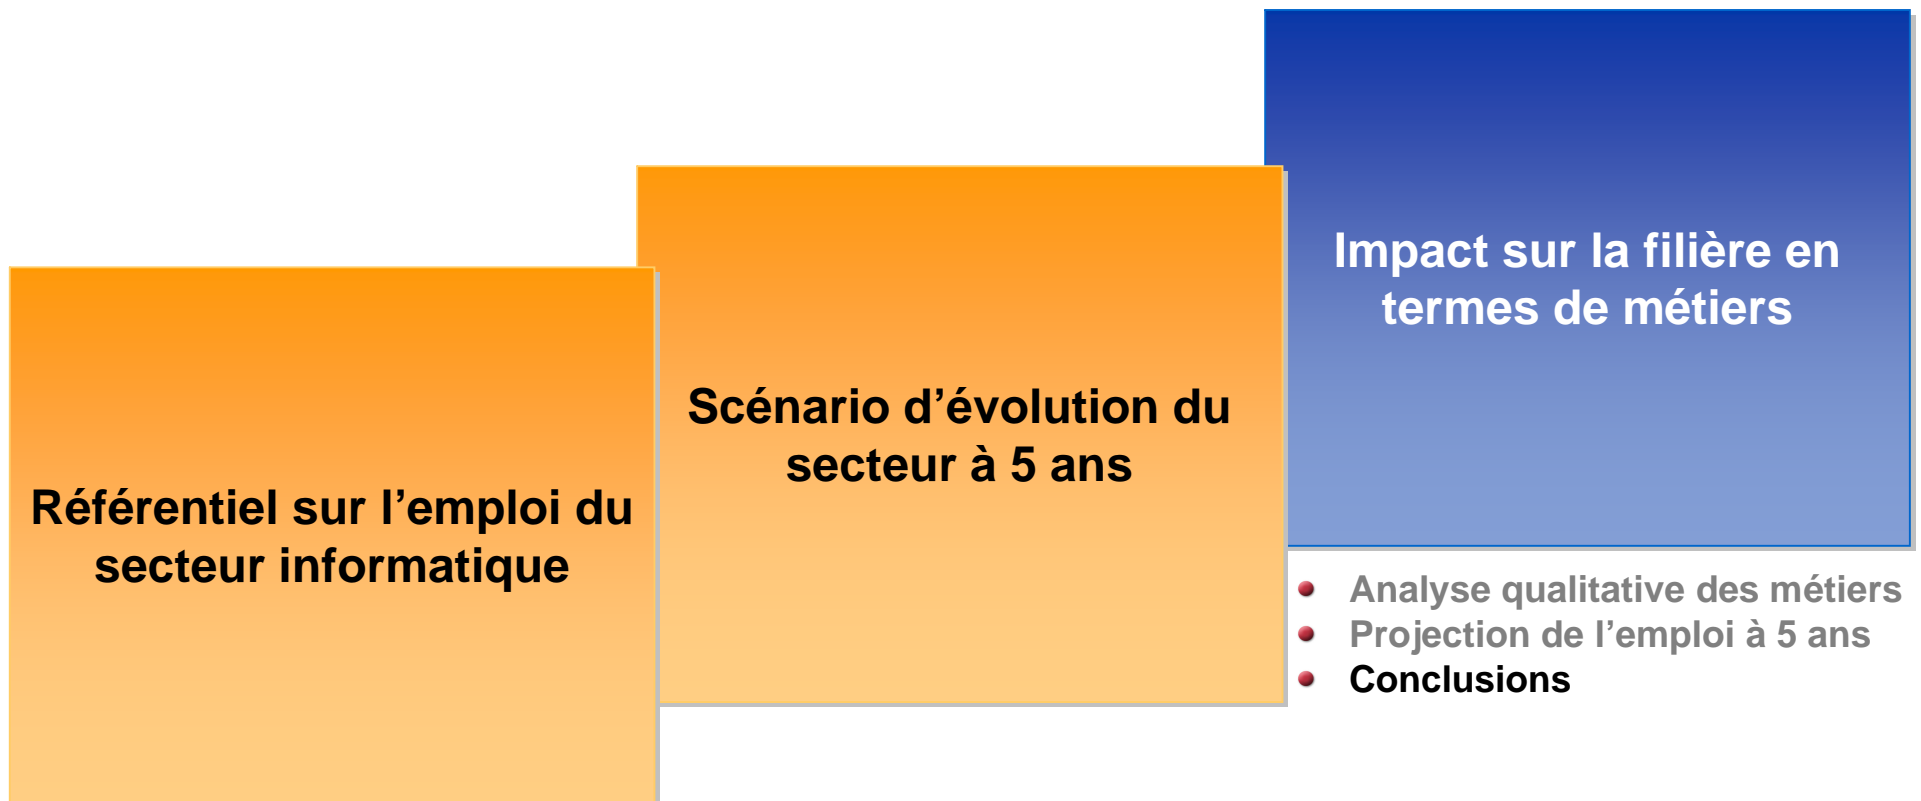 Référentiel sur l’emploi du
secteur informatique
Scénario d’évolution du
secteur à 5 ans
Impact sur la filière en
termes de métiers
Analyse qualitative des métiers
Projection de l’emploi à 5 ans
Conclusions